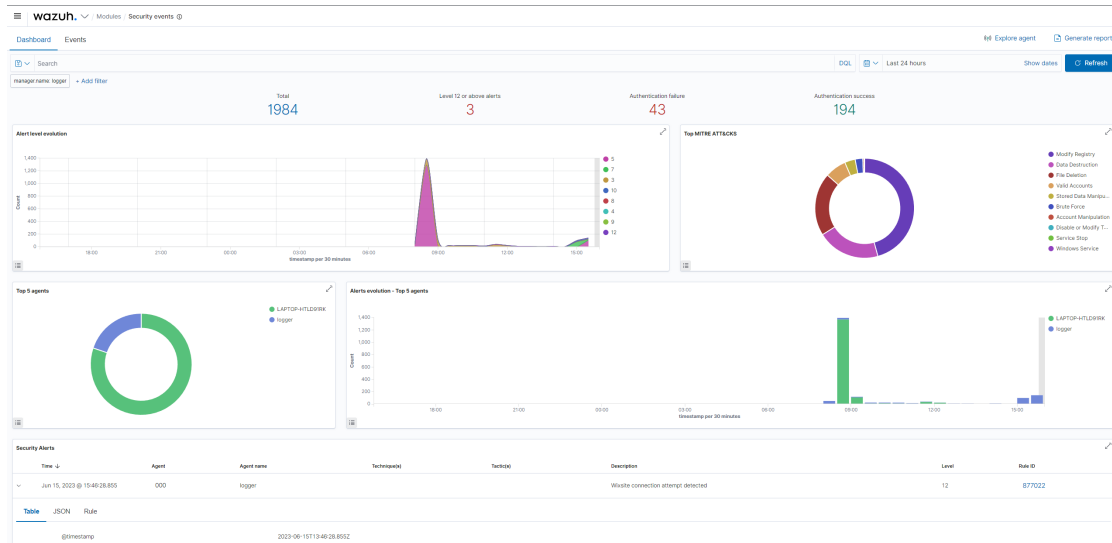 wazuh. / Modules / Security events
Dashboard Events Explore agent Generate report
Search DQL Last 24 hours Show dates Refresh
manager.name: logger + Add filter
Total Level 12 or above alerts Authentication failure Authentication success
1984 3 43 194
Alert level evolution
Count
1,400
1,200
1,000
800
600
400
200
0
18:00 21:00 00:00 03:00 06:00 09:00 12:00 15:00
timestamp per 30 minutes
5
7
3
10
8
4
9
12
Top MITRE ATT&CKS
Modify Registry
Data Destruction
File Deletion
Valid Accounts
Stored Data Manipu...
Brute Force
Account Manipulation
Disable or Modify T...
Service Stop
Windows Service
Top 5 agents
LAPTOP-HTLD91RK
logger
Alerts evolution - Top 5 agents
Count
1,400
1,200
1,000
800
600
400
200
0
18:00 21:00 00:00 03:00 06:00 09:00 12:00 15:00
timestamp per 30 minutes
LAPTOP-HTLD91RK
logger
Security Alerts
Time Agent Agent name Technique(s) Tactic(s) Description Level Rule ID
Jun 15, 2023 @ 15:48:28.855 000 logger Wixsite connection attempt detected 12 877022
Table JSON Rule
@timestamp 2023-06-15T13:48:28.855Z